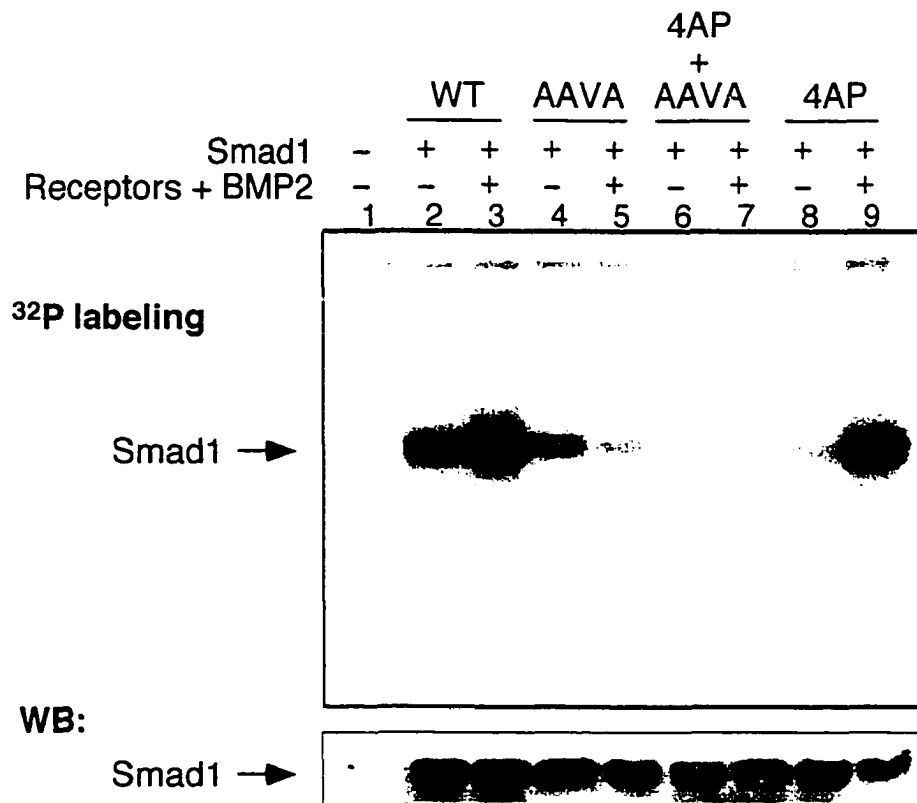 4AP
+
WT AAVA AAVA 4AP
Smad1 - + + + + + + + +
Receptors + BMP2 - - + - + - + - +
1 2 3 4 5 6 7 8 9
32P labeling
Smad1
WB:
Smad1